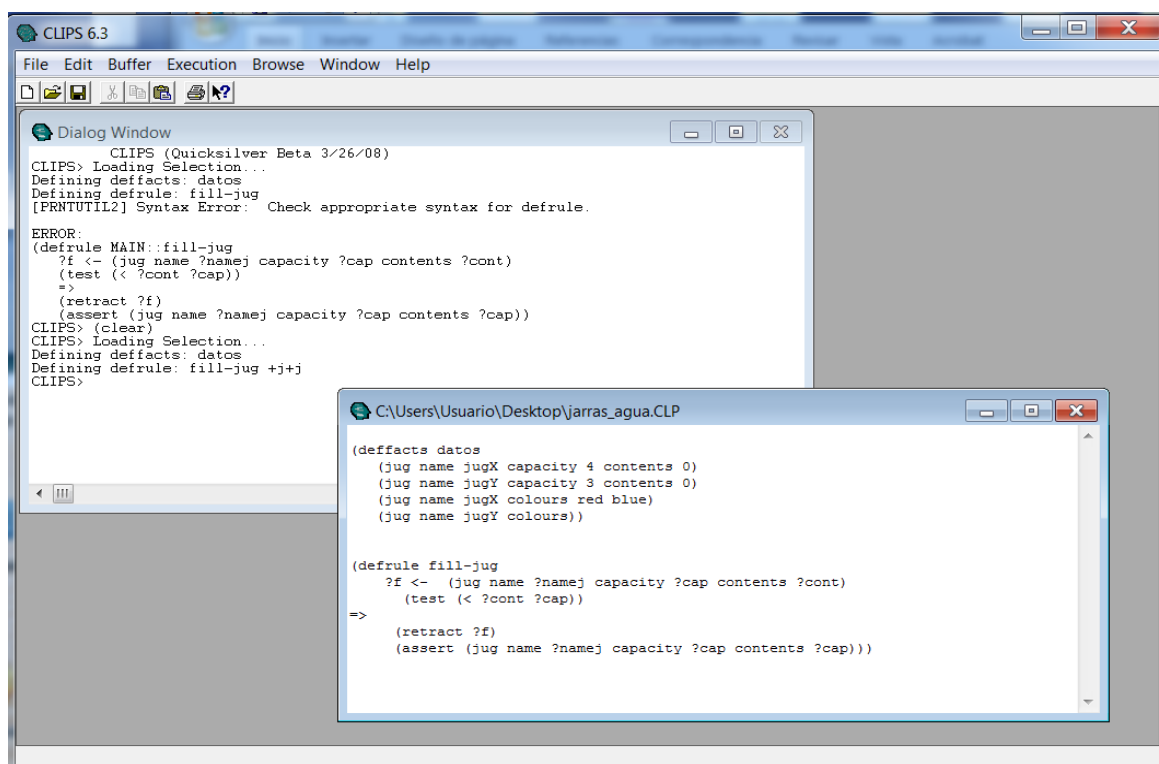 CLIPS 6.3
File Edit Buffer Execution Browse Window Help
Dialog Window
CLIPS (Quicksilver Beta 3/26/08)
CLIPS> Loading Selection...
Defining deffacts: datos
Defining defrule: fill-jug
[PRNTUTIL2] Syntax Error:  Check appropriate syntax for defrule.
ERROR:
(defrule MAIN::fill-jug
   ?f <- (jug name ?namej capacity ?cap contents ?cont)
   (test (< ?cont ?cap))
   =>
   (retract ?f)
   (assert (jug name ?namej capacity ?cap contents ?cap))
CLIPS> (clear)
CLIPS> Loading Selection...
Defining deffacts: datos
Defining defrule: fill-jug +j+j
CLIPS>
C:\Users\Usuario\Desktop\jarras_agua.CLP
(deffacts datos
   (jug name jugX capacity 4 contents 0)
   (jug name jugY capacity 3 contents 0)
   (jug name jugX colours red blue)
   (jug name jugY colours))
(defrule fill-jug
    ?f <-  (jug name ?namej capacity ?cap contents ?cont)
      (test (< ?cont ?cap))
=>
     (retract ?f)
     (assert (jug name ?namej capacity ?cap contents ?cap)))